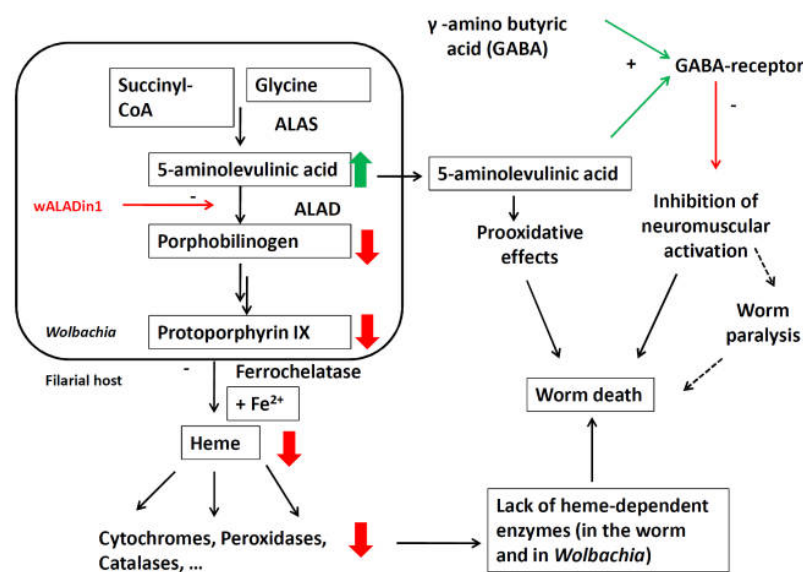 γ-amino butyric
acid (GABA)
+
GABA-receptor
-
Succinyl-
CoA
Glycine
ALAS
5-aminolevulinic acid
5-aminolevulinic acid
wALADin1
-
ALAD
Porphobilinogen
Prooxidative
effects
Inhibition of
neuromuscular
activation
Wolbachia
Protoporphyrin IX
Worm
paralysis
Filarial host
-
Ferrochelatase
+ Fe²⁺
Worm death
Heme
Cytochromes, Peroxidases,
Catalases, ...
Lack of heme-dependent
enzymes (in the worm
and in Wolbachia)